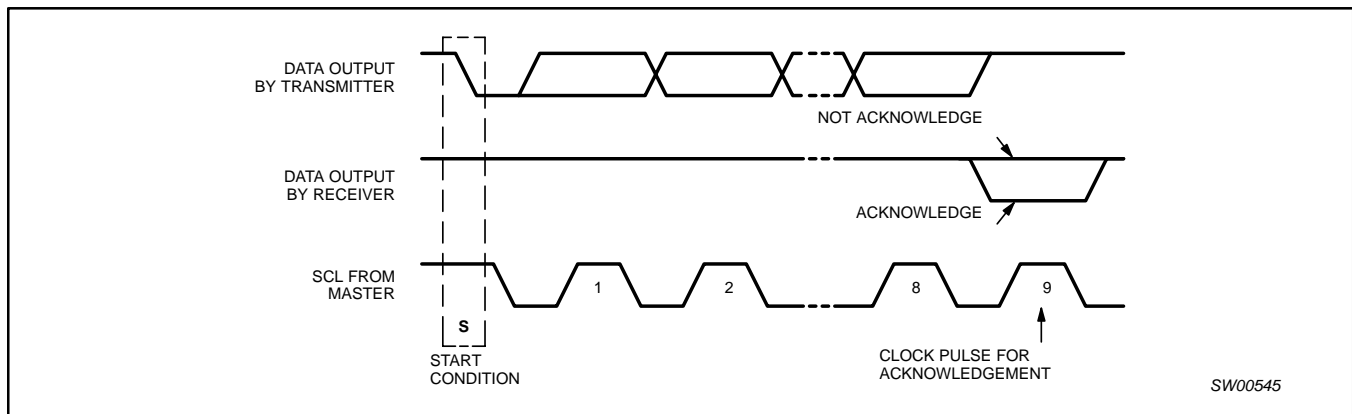 DATA OUTPUT
BY TRANSMITTER
NOT ACKNOWLEDGE
DATA OUTPUT
BY RECEIVER
ACKNOWLEDGE
SCL FROM
MASTER
1
2
8
9
S
START
CONDITION
CLOCK PULSE FOR
ACKNOWLEDGEMENT
SW00545